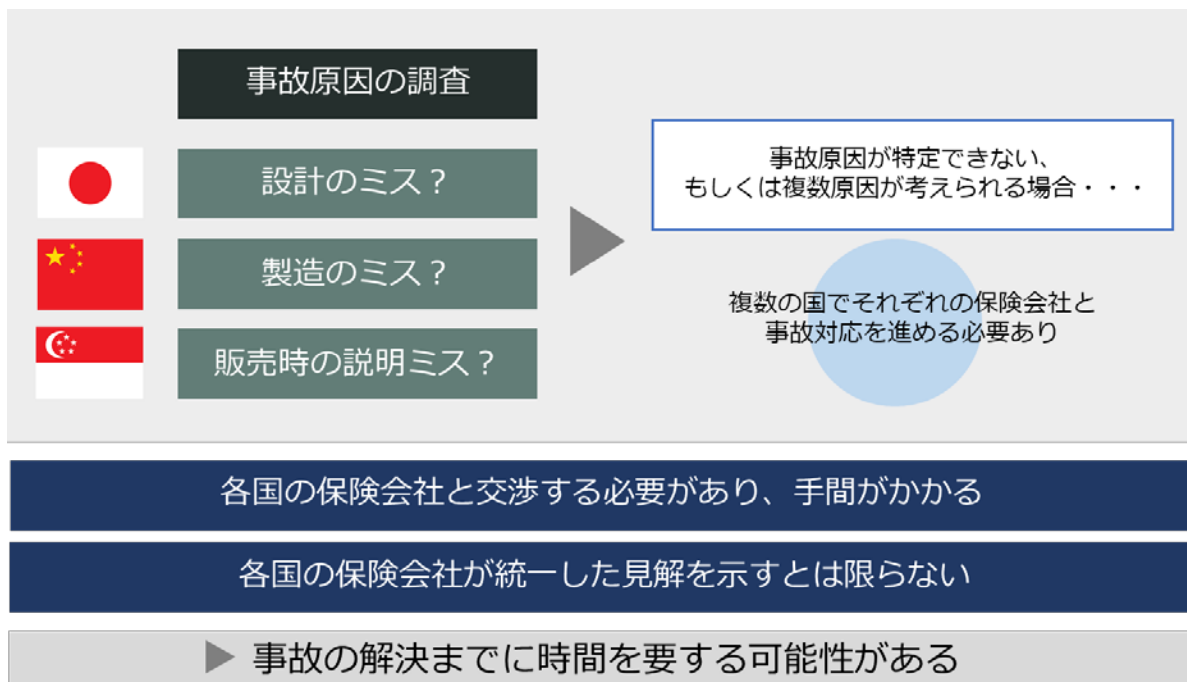 事故原因の調査
設計のミス？
製造のミス？
販売時の説明ミス？
事故原因が特定できない、
もしくは複数原因が考えられる場合・・・
複数の国でそれぞれの保険会社と
事故対応を進める必要あり
各国の保険会社と交渉する必要があり、手間がかかる
各国の保険会社が統一した見解を示すとは限らない
▶ 事故の解決までに時間を要する可能性がある